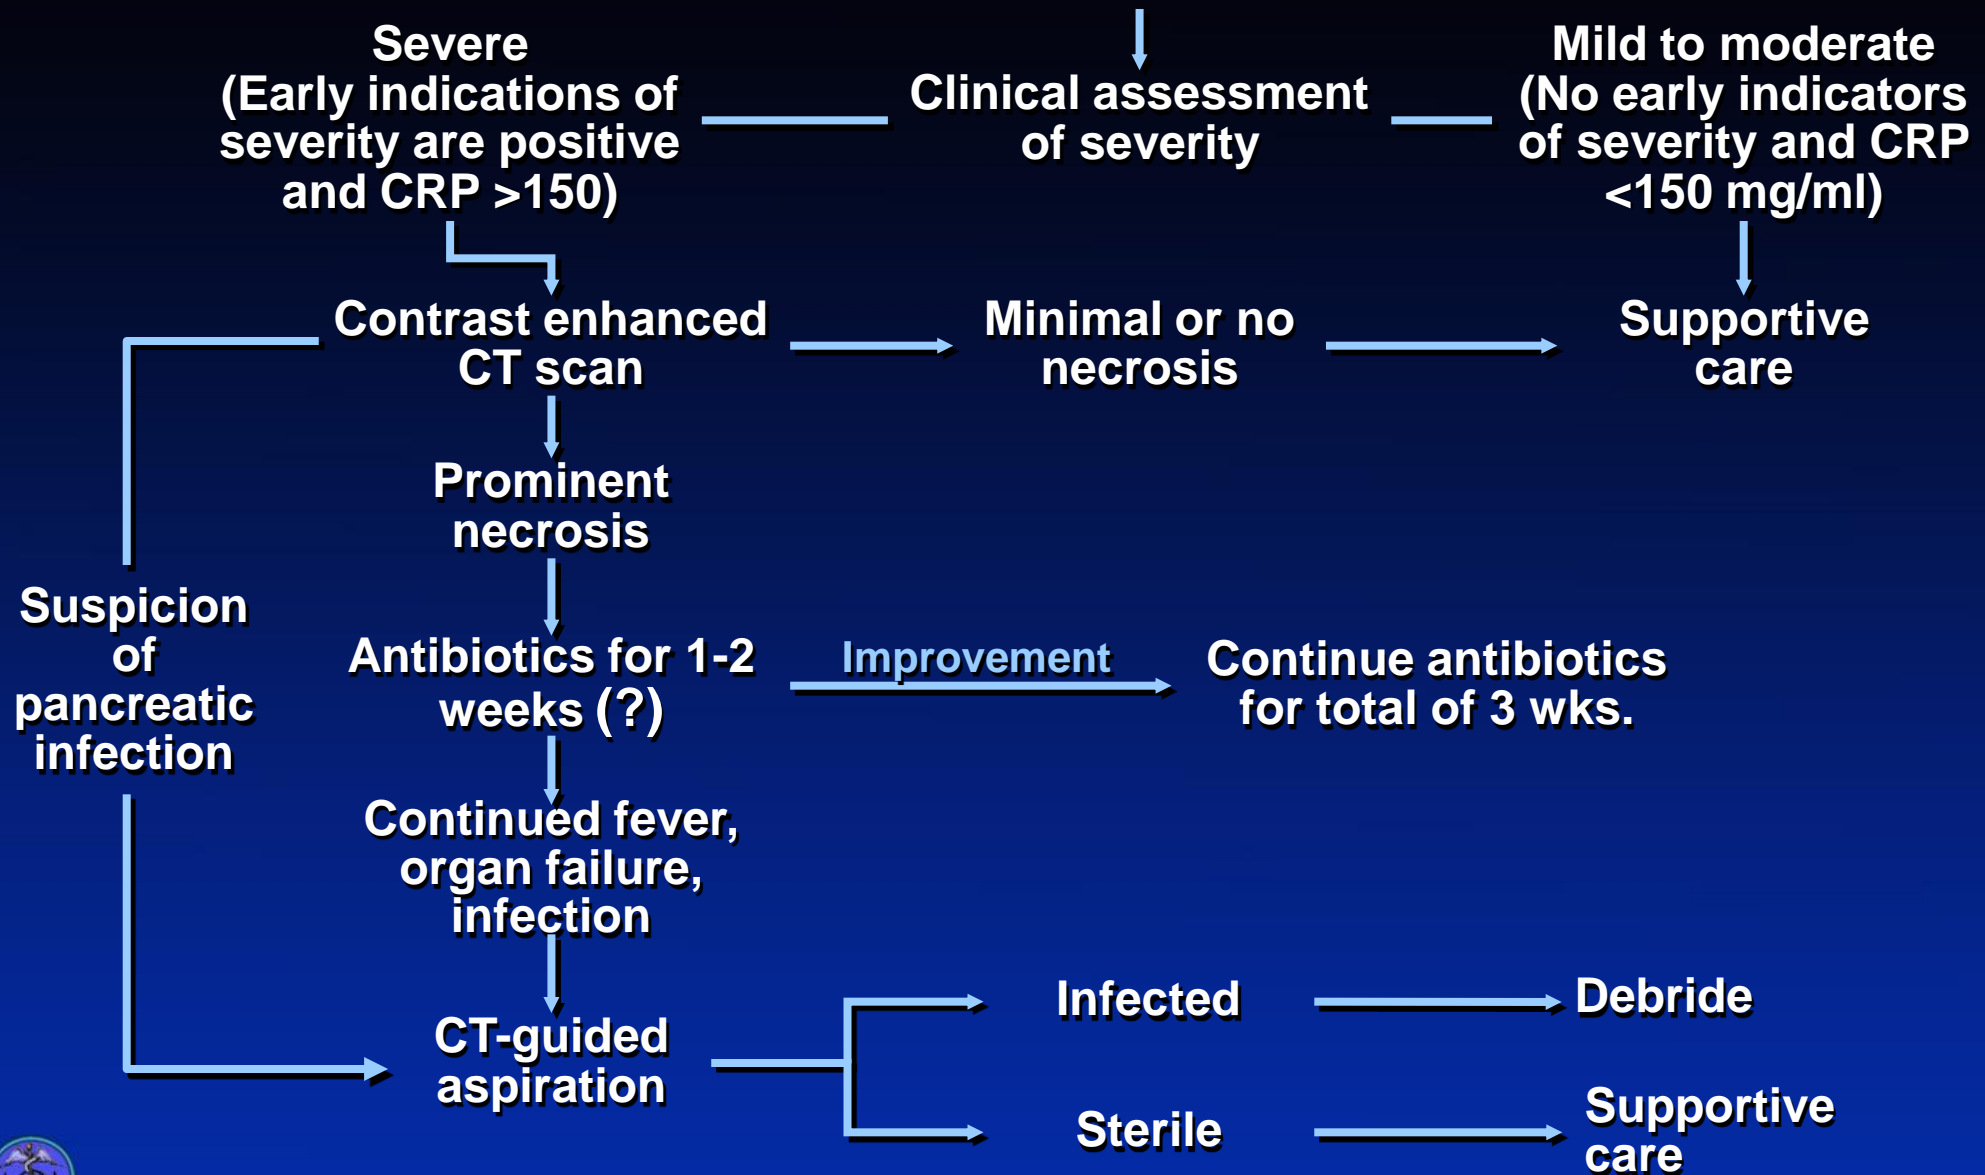 Severe
(Early indications of
severity are positive
and CRP >150)
Clinical assessment
of severity
Mild to moderate
(No early indicators
of severity and CRP
<150 mg/ml)
Contrast enhanced
CT scan
Minimal or no
necrosis
Supportive
care
Prominent
necrosis
Suspicion
of
pancreatic
infection
Antibiotics for 1-2
weeks (?)
Improvement
Continue antibiotics
for total of 3 wks.
Continued fever,
organ failure,
infection
CT-guided
aspiration
Infected
Debride
Sterile
Supportive
care